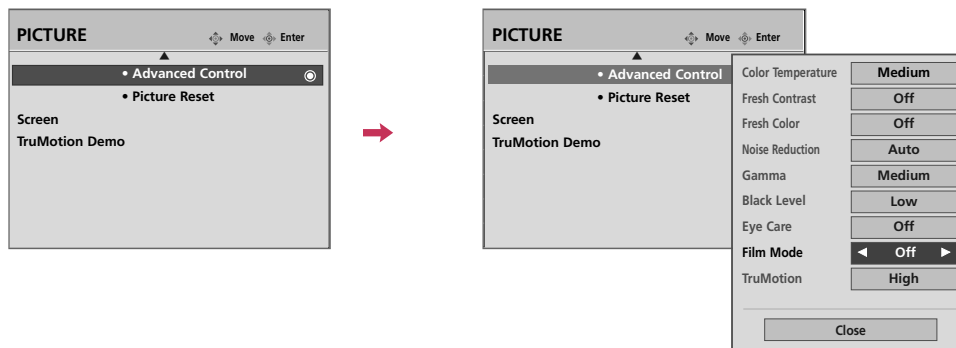 PICTURE
Move Enter
• Advanced Control
• Picture Reset
Screen
TruMotion Demo
PICTURE
Move Enter
• Advanced Control
• Picture Reset
Screen
TruMotion Demo
Color Temperature Medium
Fresh Contrast Off
Fresh Color Off
Noise Reduction Auto
Gamma Medium
Black Level Low
Eye Care Off
Film Mode ◀ Off ▶
TruMotion High
Close